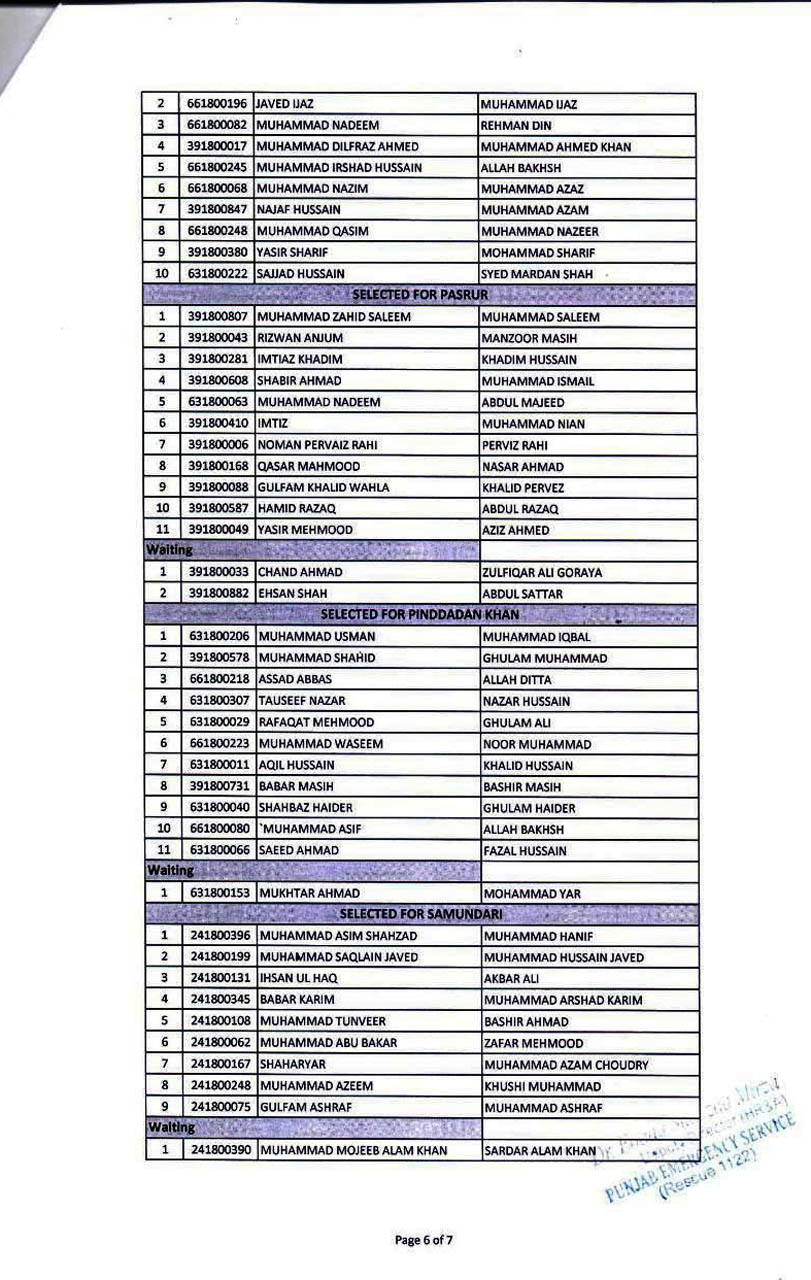 2 661800196 JAVED IJAZ MUHAMMAD IJAZ
3 661800082 MUHAMMAD NADEEM REHMAN DIN
4 391800017 MUHAMMAD DILFRAZ AHMED MUHAMMAD AHMED KHAN
5 661800245 MUHAMMAD IRSHAD HUSSAIN ALLAH BAKHSH
6 661800068 MUHAMMAD NAZIM MUHAMMAD AZAZ
7 391800847 NAJAF HUSSAIN MUHAMMAD AZAM
8 661800248 MUHAMMAD QASIM MUHAMMAD NAZEER
9 391800380 YASIR SHARIF MOHAMMAD SHARIF
10 631800222 SAJJAD HUSSAIN SYED MARDAN SHAH
SELECTED FOR PASRUR
1 391800807 MUHAMMAD ZAHID SALEEM MUHAMMAD SALEEM
2 391800043 RIZWAN ANJUM MANZOOR MASIH
3 391800281 IMTIAZ KHADIM KHADIM HUSSAIN
4 391800608 SHABIR AHMAD MUHAMMAD ISMAIL
5 631800063 MUHAMMAD NADEEM ABDUL MAJEED
6 391800410 IMTIZ MUHAMMAD NIAN
7 391800006 NOMAN PERVAIZ RAHI PERVIZ RAHI
8 391800168 QASAR MAHMOOD NASAR AHMAD
9 391800088 GULFAM KHALID WAHLA KHALID PERVEZ
10 391800587 HAMID RAZAQ ABDUL RAZAQ
11 391800049 YASIR MEHMOOD AZIZ AHMED
Waiting
1 391800033 CHAND AHMAD ZULFIQAR ALI GORAYA
2 391800882 EHSAN SHAH ABDUL SATTAR
SELECTED FOR PINDDADAN KHAN
1 631800206 MUHAMMAD USMAN MUHAMMAD IQBAL
2 391800578 MUHAMMAD SHAHID GHULAM MUHAMMAD
3 661800218 ASSAD ABBAS ALLAH DITTA
4 631800307 TAUSEEF NAZAR NAZAR HUSSAIN
5 631800029 RAFAQAT MEHMOOD GHULAM ALI
6 661800223 MUHAMMAD WASEEM NOOR MUHAMMAD
7 631800011 AQIL HUSSAIN KHALID HUSSAIN
8 391800731 BABAR MASIH BASHIR MASIH
9 631800040 SHAHBAZ HAIDER GHULAM HAIDER
10 661800080 `MUHAMMAD ASIF ALLAH BAKHSH
11 631800066 SAEED AHMAD FAZAL HUSSAIN
Waiting
1 631800153 MUKHTAR AHMAD MOHAMMAD YAR
SELECTED FOR SAMUNDARI
1 241800396 MUHAMMAD ASIM SHAHZAD MUHAMMAD HANIF
2 241800199 MUHAMMAD SAQLAIN JAVED MUHAMMAD HUSSAIN JAVED
3 241800131 IHSAN UL HAQ AKBAR ALI
4 241800345 BABAR KARIM MUHAMMAD ARSHAD KARIM
5 241800108 MUHAMMAD TUNVEER BASHIR AHMAD
6 241800062 MUHAMMAD ABU BAKAR ZAFAR MEHMOOD
7 241800167 SHAHARYAR MUHAMMAD AZAM CHOUDRY
8 241800248 MUHAMMAD AZEEM KHUSHI MUHAMMAD
9 241800075 GULFAM ASHRAF MUHAMMAD ASHRAF
Waiting
1 241800390 MUHAMMAD MOJEEB ALAM KHAN SARDAR ALAM KHAN
Dr.
(HR&A)
PUNJAB EMERGENCY SERVICE
(Rescue 1122)
Page 6 of 7